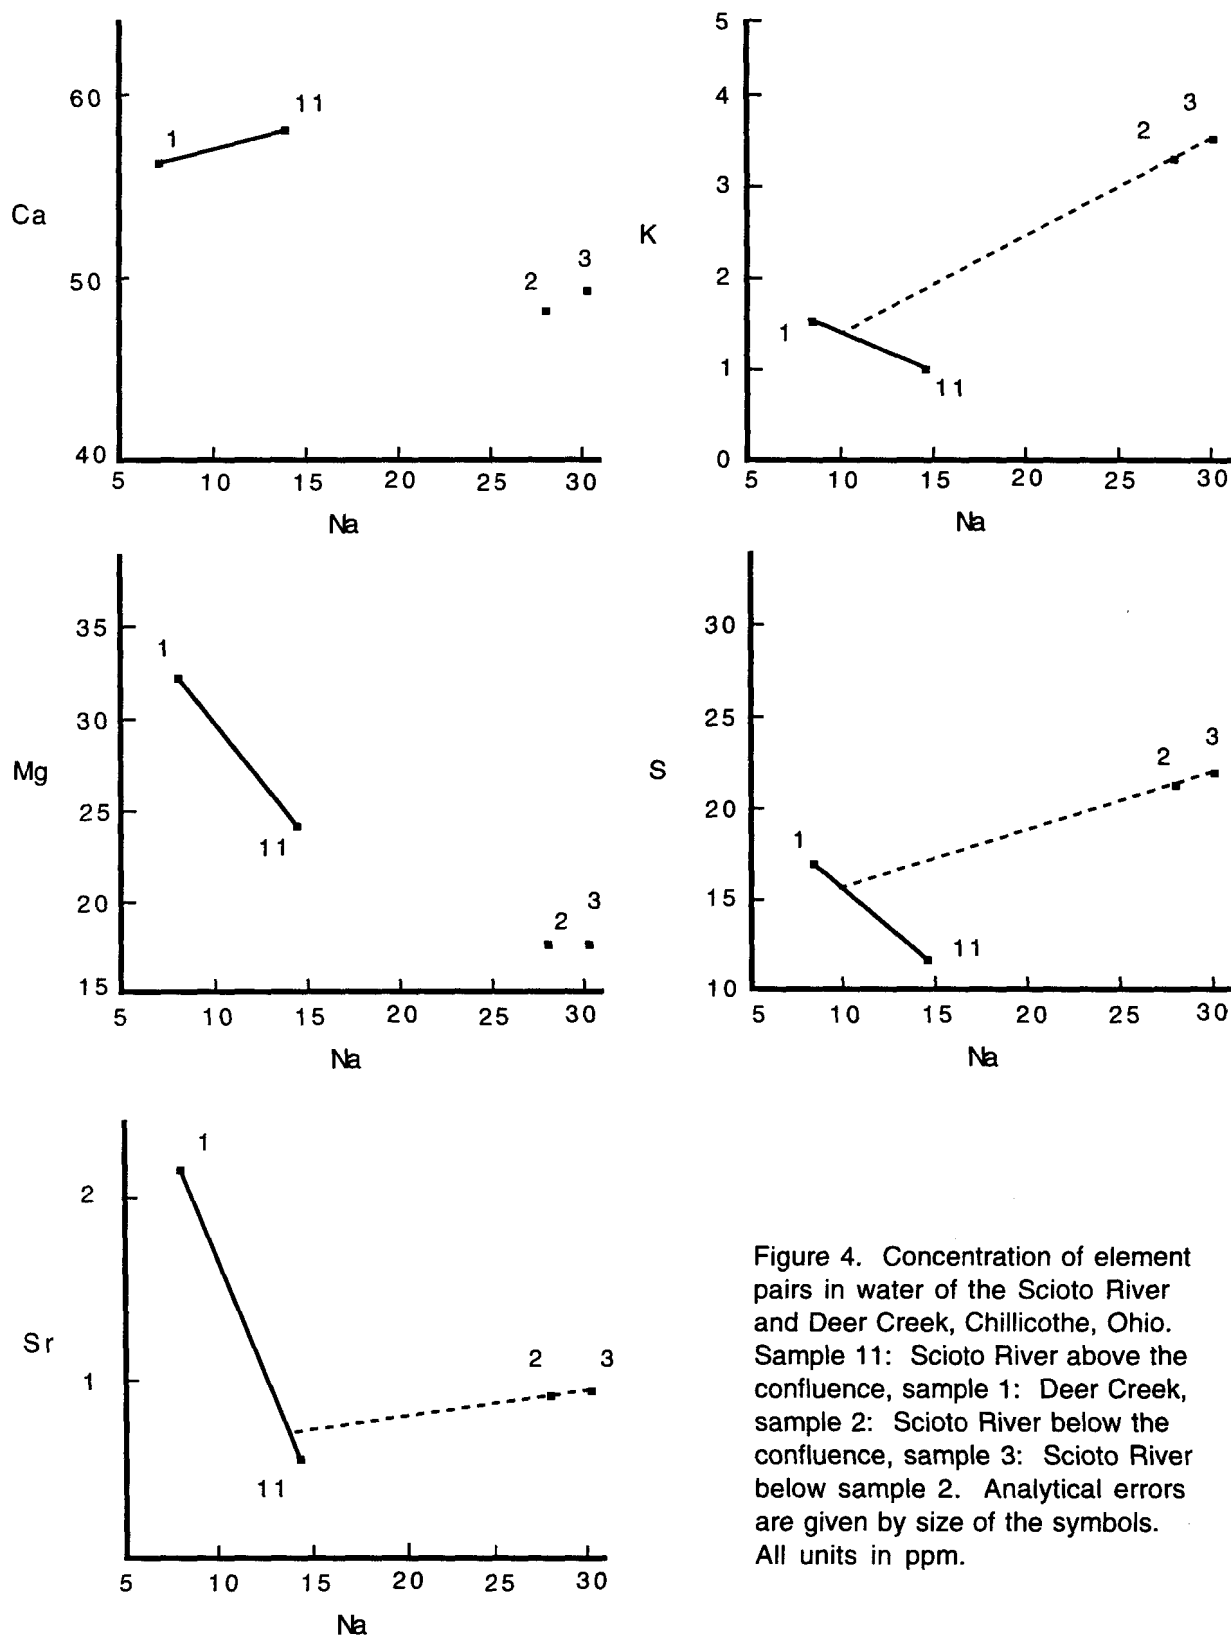 60
50
40
Ca
1
11
2
3
5 10 15 20 25 30
Na
5
4
3
2
1
0
K
1
11
2
3
5 10 15 20 25 30
Na
35
30
25
20
15
Mg
1
11
2
3
5 10 15 20 25 30
Na
30
25
20
15
10
S
1
11
2
3
5 10 15 20 25 30
Na
2
1
Sr
1
11
2
3
5 10 15 20 25 30
Na
Figure 4. Concentration of element
pairs in water of the Scioto River
and Deer Creek, Chillicothe, Ohio.
Sample 11: Scioto River above the
confluence, sample 1: Deer Creek,
sample 2: Scioto River below the
confluence, sample 3: Scioto River
below sample 2. Analytical errors
are given by size of the symbols.
All units in ppm.